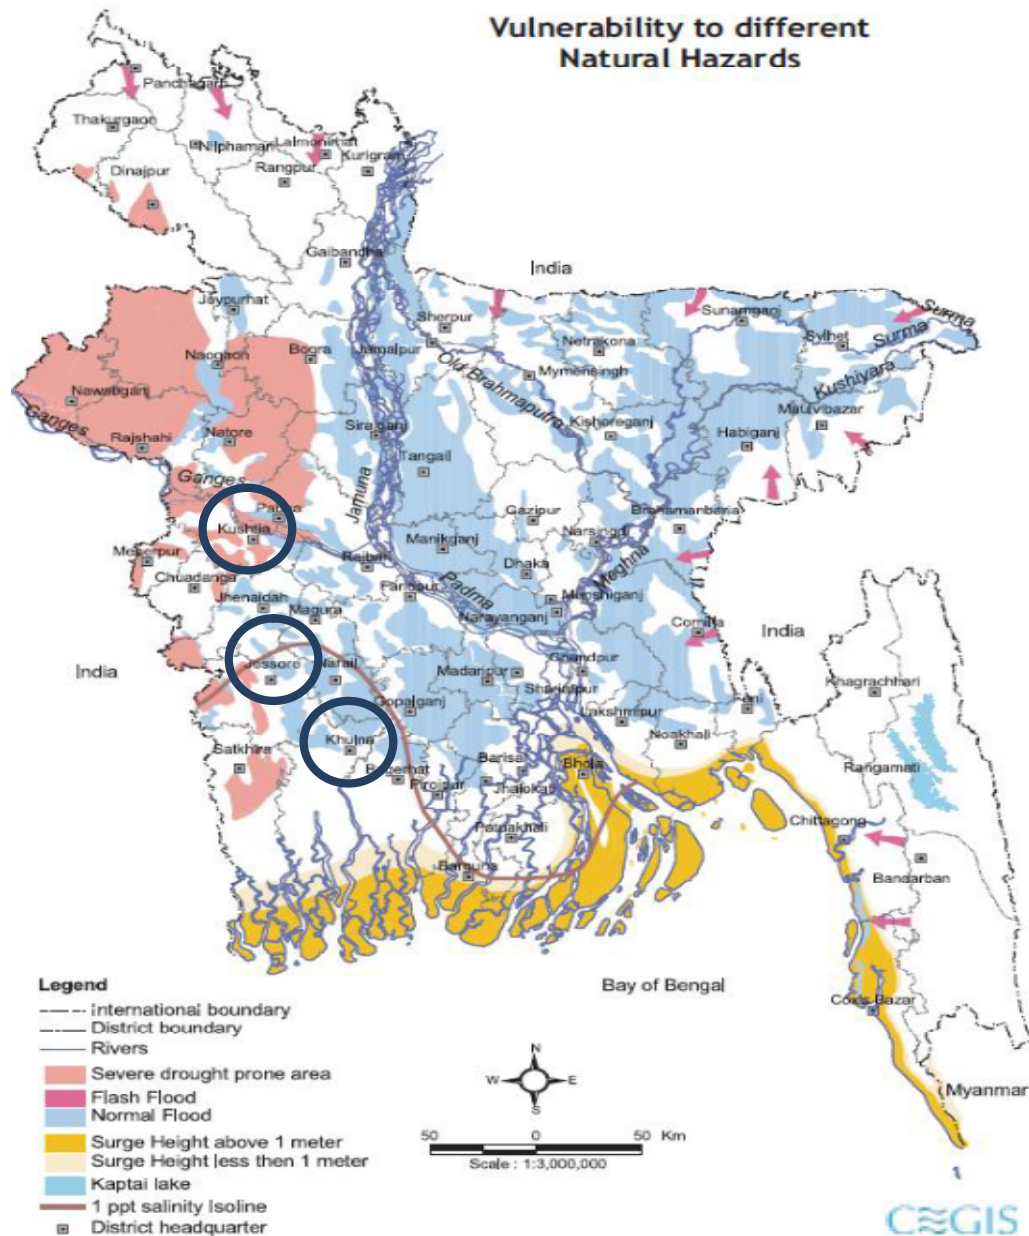 Vulnerability to different
Natural Hazards
Pandhagarh
Thakurgaon
Nilphamari
Lalmonirhat
Kurigram
Dinajpur
Rangpur
Gaibandha
India
Joypurhat
Sherpur
Sunamganj
Surma
Sylhet
Surma
Naogaon
Bogra
Jamalpur
Netrakona
Mymensingh
Old Brahmaputra
Kushiyara
Nawabganj
Maulvibazar
Ganges
Kishoreganj
Sirajganj
Rajshahi
Natore
Habiganj
Tangail
Ganges
Jamuna
Pabna
Gazipur
Brahamanbaria
Kushtia
Narsingdi
Manikganj
Meherpur
Rajbari
Dhaka
Meghna
Chuadanga
Faridpur
Padma
Munshiganj
Jhenaidah
Magura
Narayanganj
Comilla
India
India
Jessore
Narail
Madaripur
Chandpur
Shariatpur
Khagrachhari
Gopalganj
Lakshmipur
Feni
Khulna
Noakhali
Satkhira
Barisal
Bhola
Rangamati
Bagerhat
Pirojpur
Jhalokati
Patuakhali
Chittagong
Barguna
Bandarban
Bay of Bengal
Cox's Bazar
Myanmar
Legend
International boundary
District boundary
Rivers
Severe drought prone area
Flash Flood
Normal Flood
Surge Height above 1 meter
Surge Height less then 1 meter
Kaptai lake
1 ppt salinity Isoline
District headquarter
N
W E
S
50 0 50 Km
Scale : 1:3,000,000
CEGIS